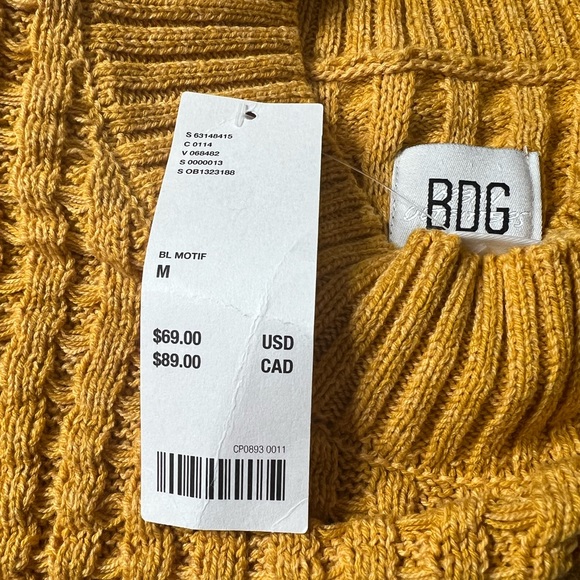 S 63148415
C 0114
V 068482
S 0000013
S OB1323188
BL MOTIF
M
$69.00 USD
$89.00 CAD
CP0893 0011
BDG